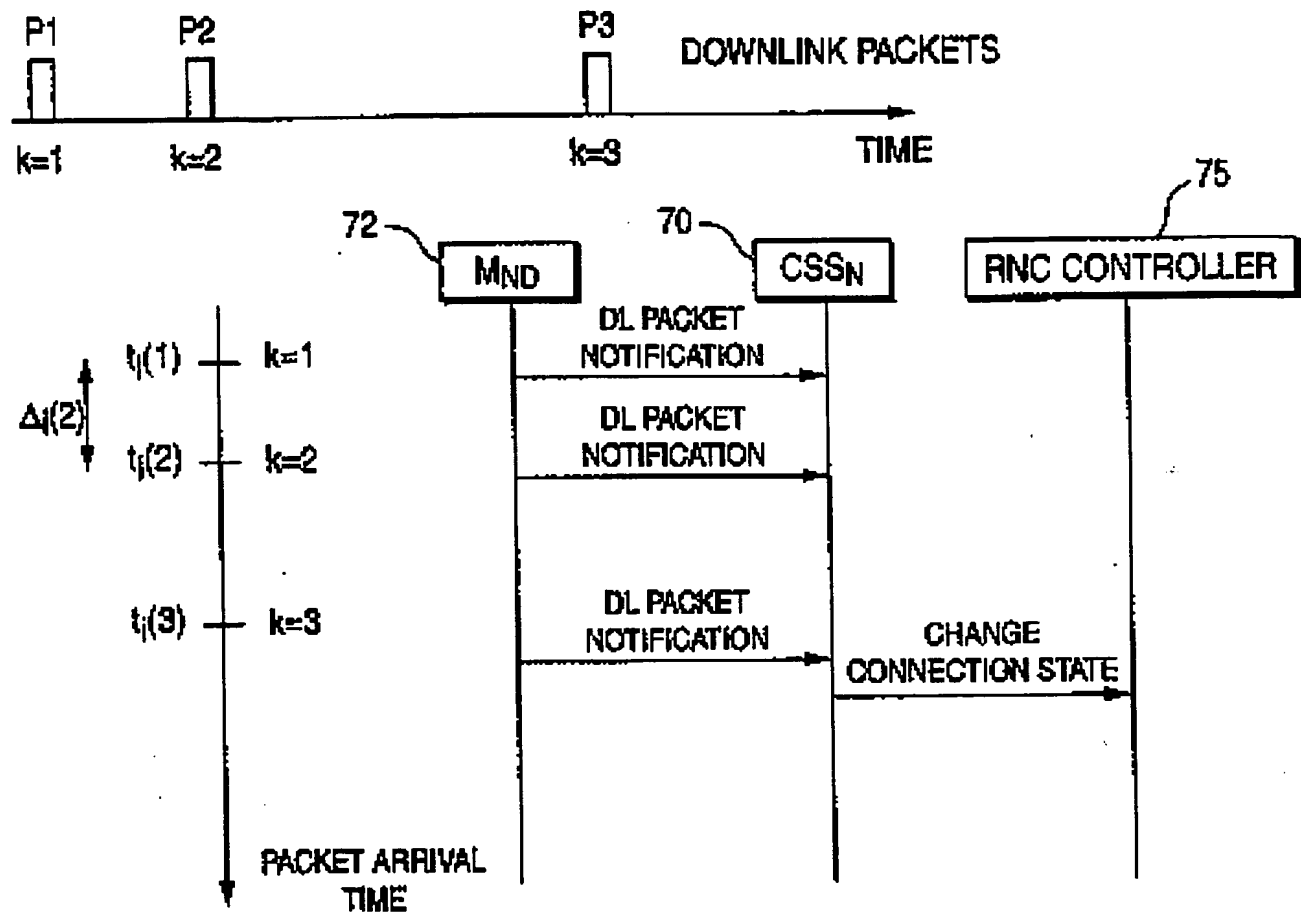 P1 P2 P3 DOWNLINK PACKETS
k=1 k=2 k=3 TIME
72 70 75
MND CSSN RNC CONTROLLER
DL PACKET
NOTIFICATION
tj(1) k=1
Δj(2)
DL PACKET
NOTIFICATION
tj(2) k=2
DL PACKET
NOTIFICATION
tj(3) k=3
CHANGE
CONNECTION STATE
PACKET ARRIVAL
TIME